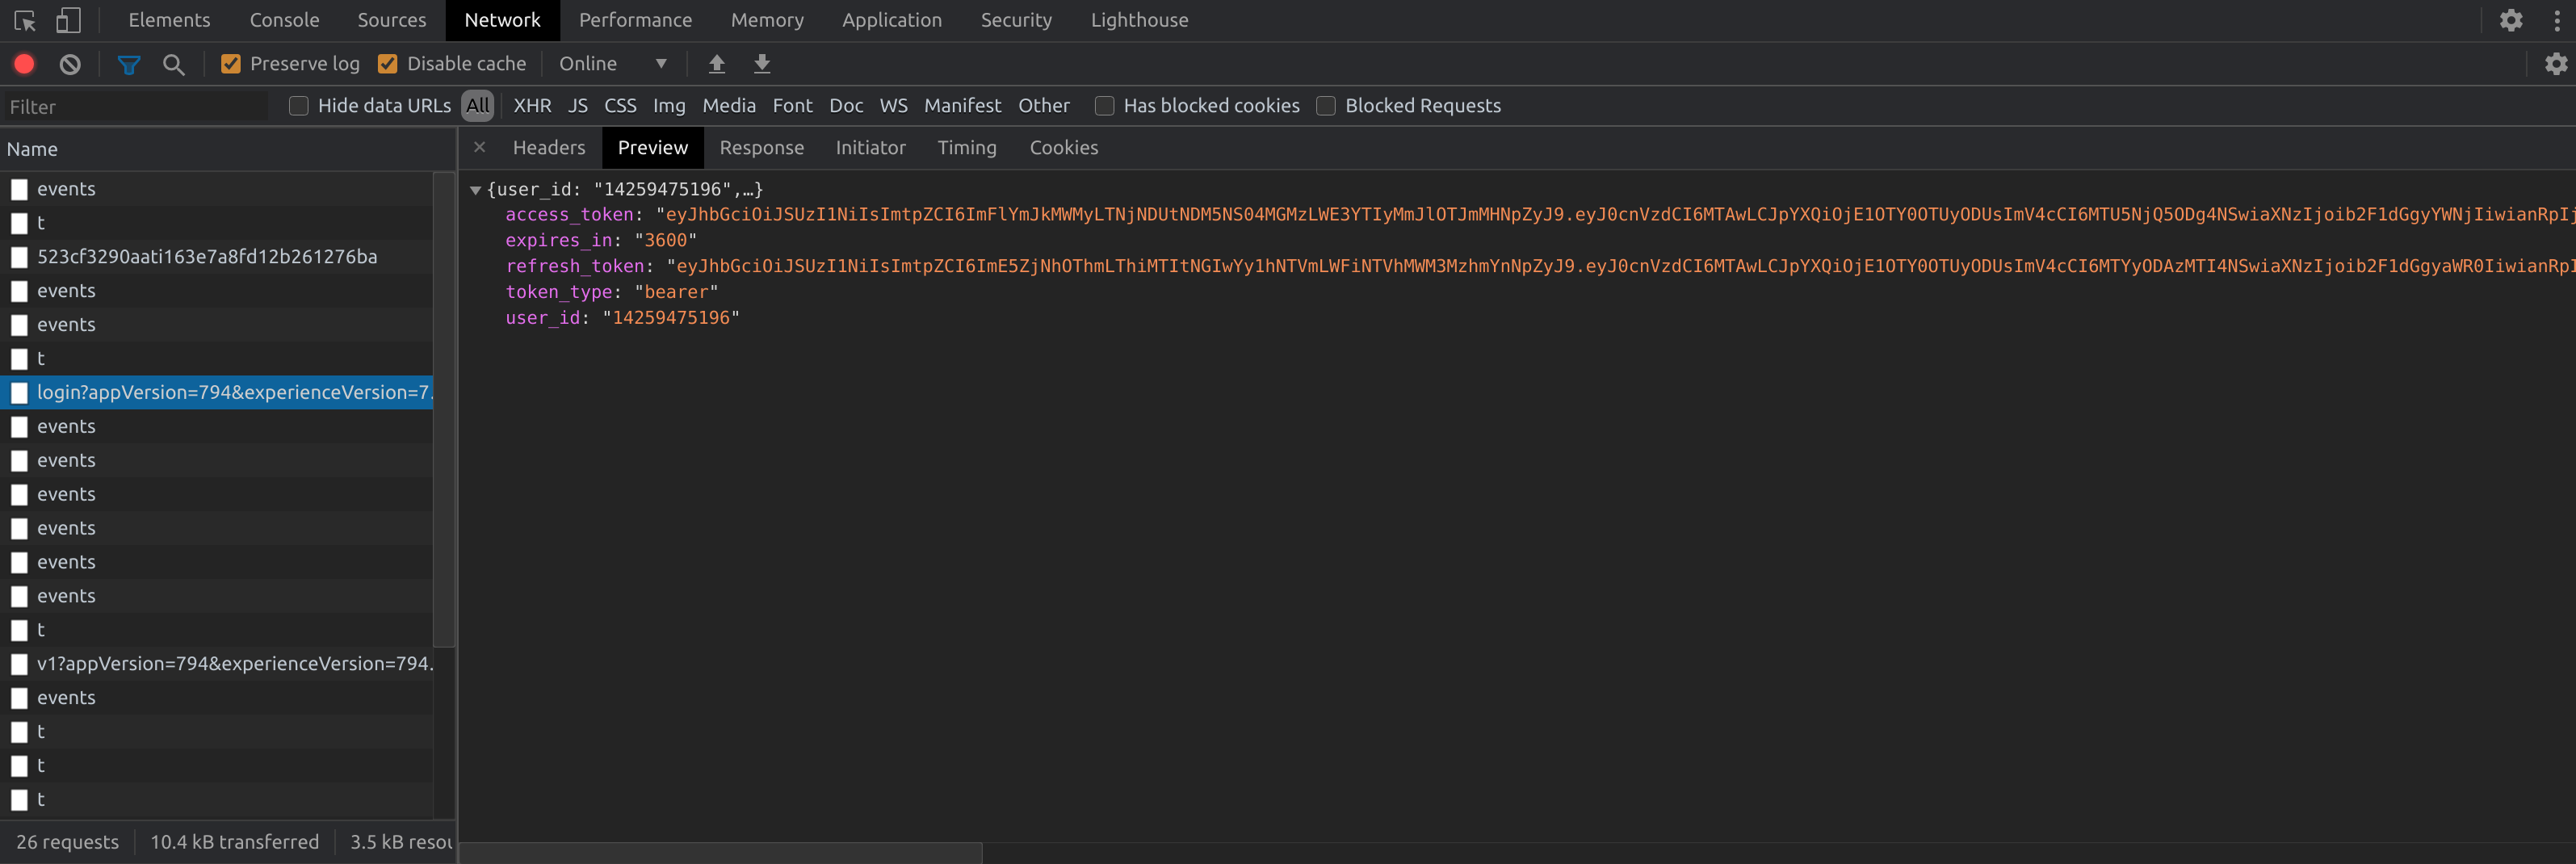 Elements Console Sources Network Performance Memory Application Security Lighthouse
Preserve log Disable cache Online
Filter Hide data URLs All XHR JS CSS Img Media Font Doc WS Manifest Other Has blocked cookies Blocked Requests
Name
events
t
523cf3290aati163e7a8fd12b261276ba
events
events
t
login?appVersion=794&experienceVersion=7.
events
events
events
events
events
events
t
v1?appVersion=794&experienceVersion=794.
events
t
t
t
26 requests 10.4 kB transferred 3.5 kB resou
× Headers Preview Response Initiator Timing Cookies
{user_id: "14259475196",…}
access_token: "eyJhbGciOiJSUzI1NiIsImtpZCI6ImFlYmJkMWMyLTNjNDUtNDM5NS04MGMzLWE3YTIyMmJlOTJmMHNpZyJ9.eyJ0cnVzdCI6MTAwLCJpYXQiOjE1OTY0OTUyODUsImV4cCI6MTU5NjQ5ODg4NSwiaXNzIjoib2F1dGgyYWNjIiwianRpIj
expires_in: "3600"
refresh_token: "eyJhbGciOiJSUzI1NiIsImtpZCI6ImE5ZjNhOThmLThiMTItNGIwYy1hNTVmLWFiNTVhMWM3MzhmYnNpZyJ9.eyJ0cnVzdCI6MTAwLCJpYXQiOjE1OTY0OTUyODUsImV4cCI6MTYyODAzMTI4NSwiaXNzIjoib2F1dGgyaWR0IiwianRpI
token_type: "bearer"
user_id: "14259475196"